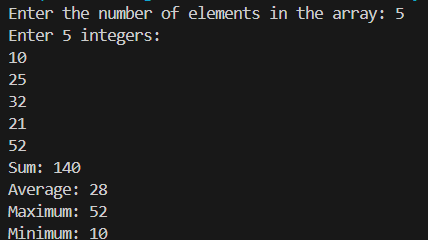 Enter the number of elements in the array: 5
Enter 5 integers:
10
25
32
21
52
Sum: 140
Average: 28
Maximum: 52
Minimum: 10